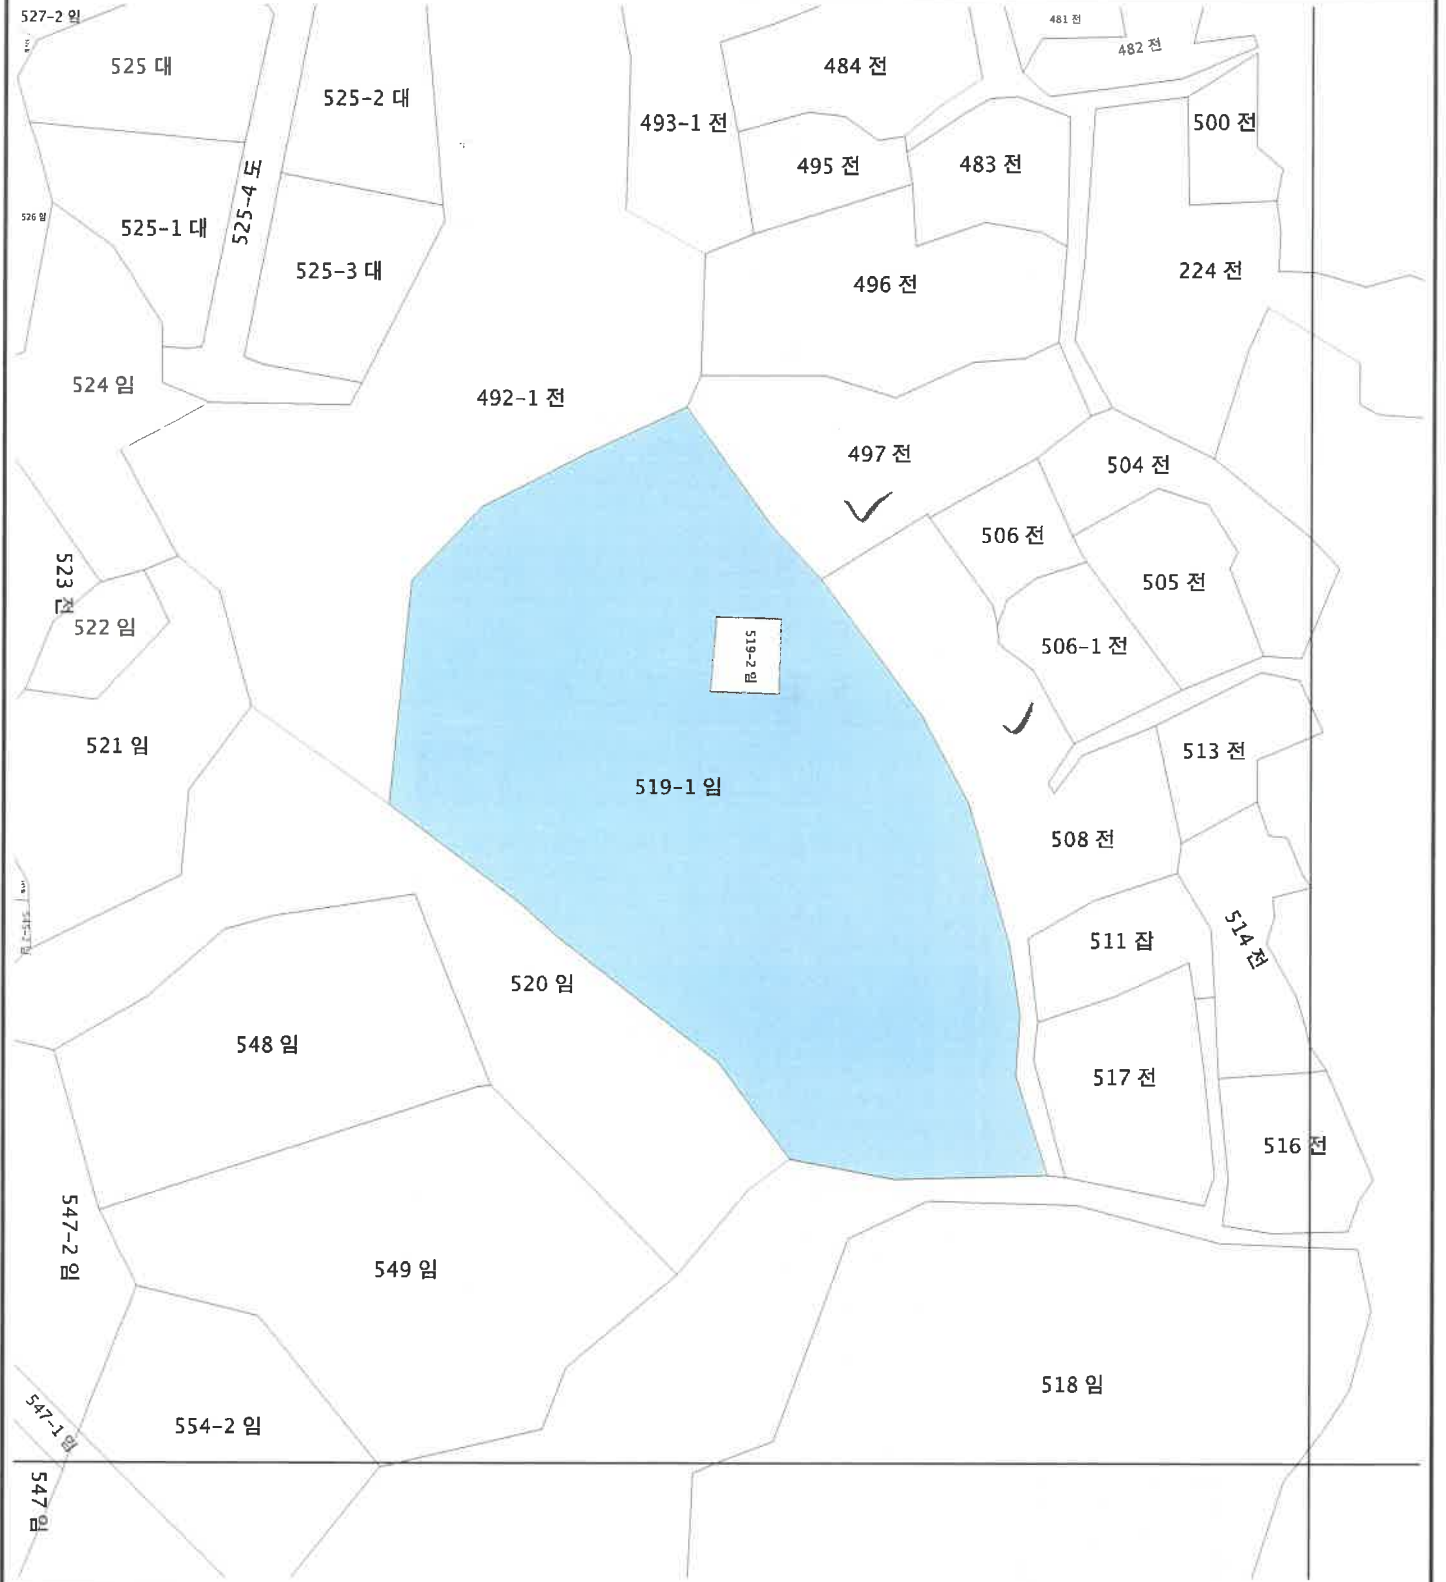 527-2 임
481 전
482 전
525 대
484 전
525-2 대
493-1 전
500 전
495 전
483 전
525-4 도
526 임
525-1 대
525-3 대
496 전
224 전
524 임
492-1 전
497 전
504 전
506 전
523 전
505 전
522 임
519-2 임
506-1 전
521 임
513 전
519-1 임
508 전
545-2 임
511 잡
514 전
520 임
548 임
517 전
516 전
547-2 임
549 임
518 임
547-1 임
554-2 임
547 임